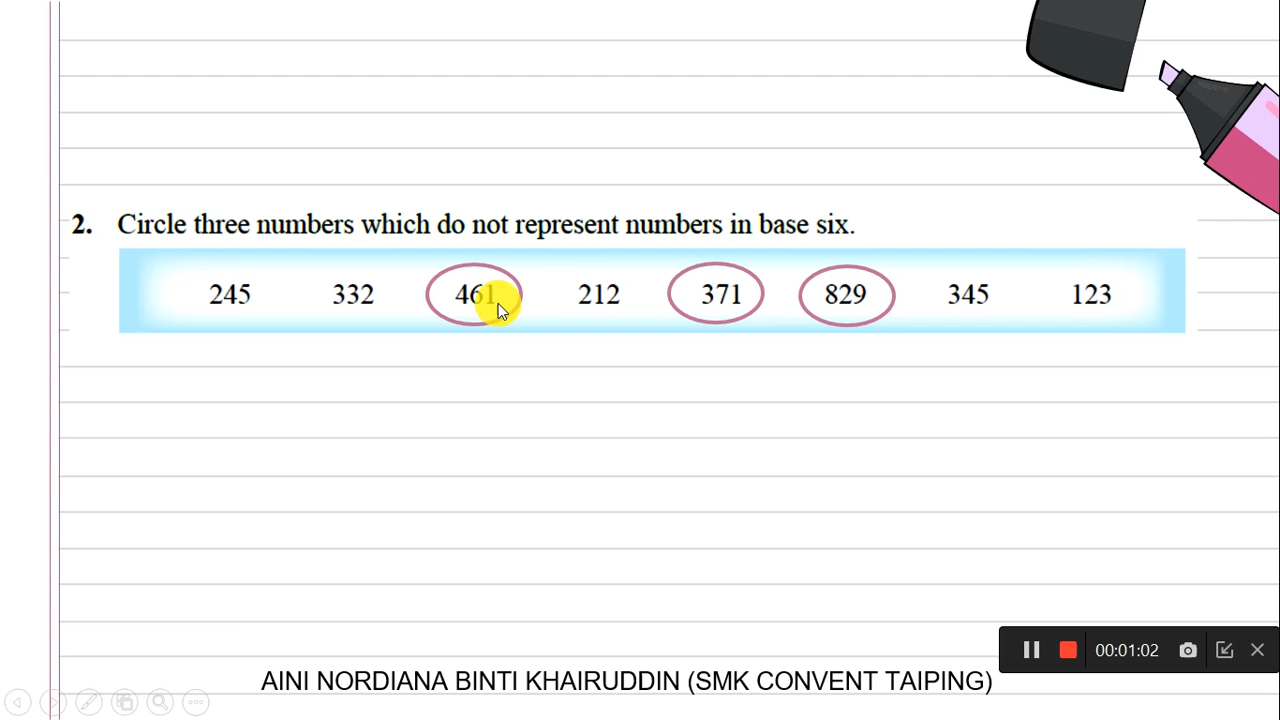 2. Circle three numbers which do not represent numbers in base six.
245 332 461 212 371 829 345 123
00:01:02
AINI NORDIANA BINTI KHAIRUDDIN (SMK CONVENT TAIPING)